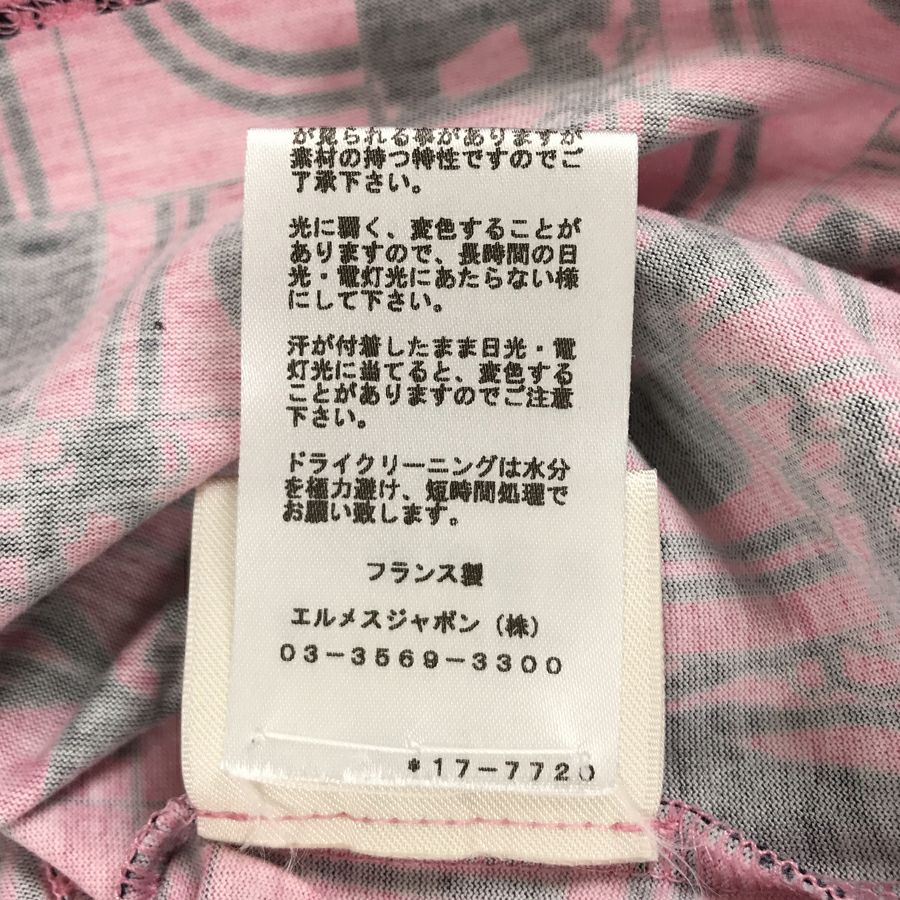 が見られる事がありますが
素材の持つ特性ですのでご
了承下さい。
光に弱く、変色することが
ありますので、長時間の日
光・電灯光にあたらない様
にして下さい。
汗が付着したまま日光・電
灯光に当てると、変色する
ことがありますのでご注意
下さい。
ドライクリーニングは水分
を極力避け、短時間処理で
お願い致します。
フランス製
エルメスジャポン（株）
03-3569-3300
*17-7720